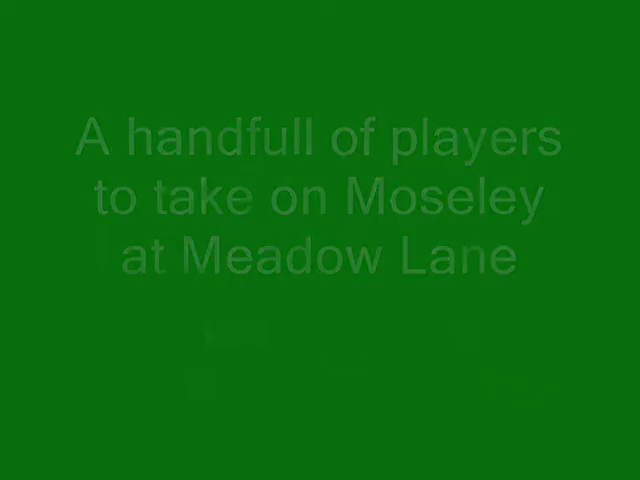 A handfull of players
to take on Moseley
at Meadow Lane